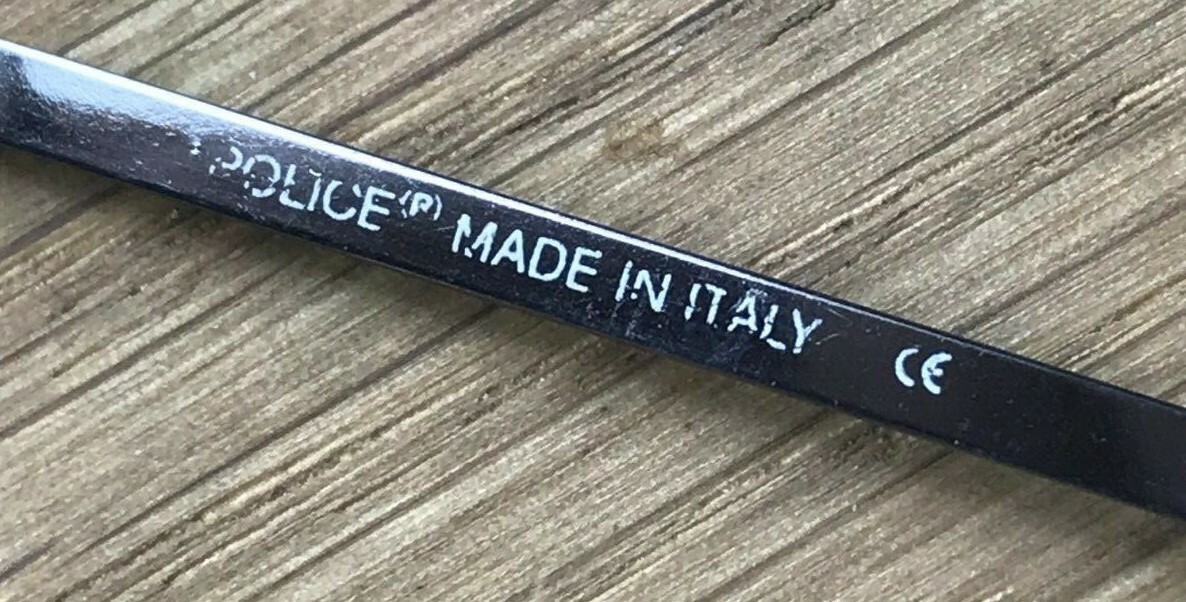 POLICE(R) MADE IN ITALY CE